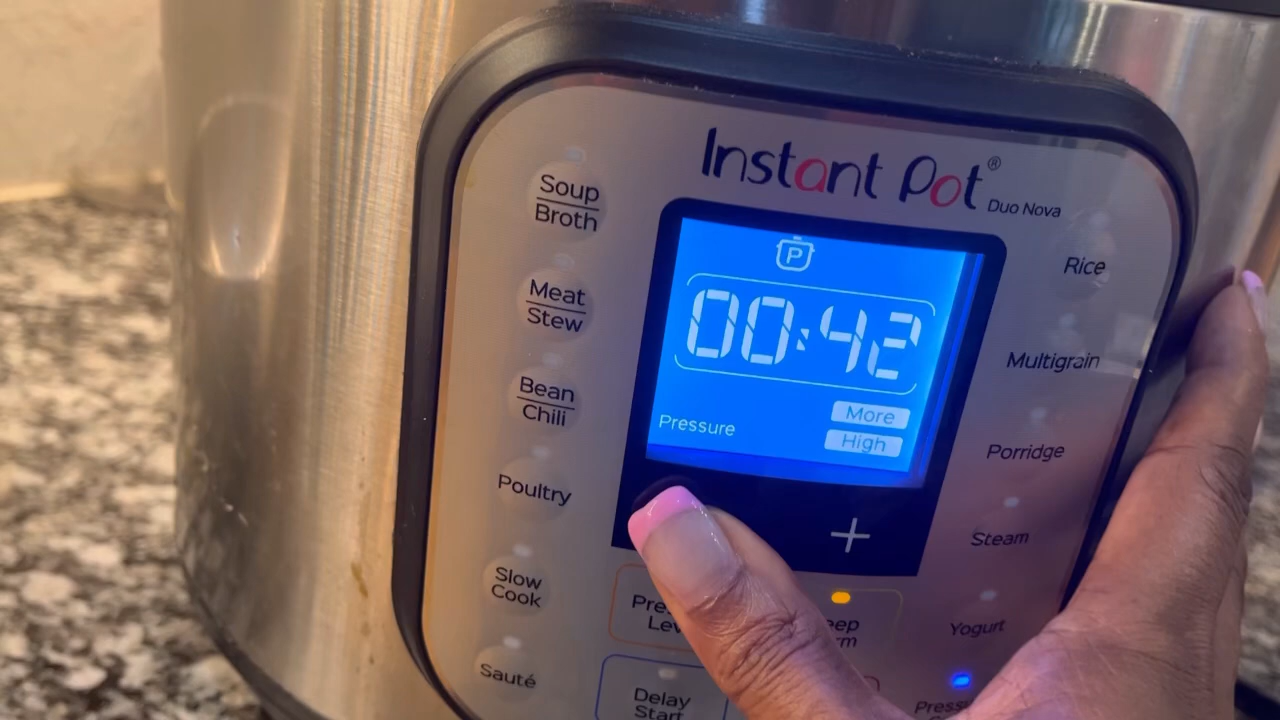 Instant Pot®
Duo Nova
Soup
Broth
Meat
Stew
Bean
Chili
Poultry
Slow
Cook
Sauté
P
00:42
Pressure
More
High
+
Delay
Start
Rice
Multigrain
Porridge
Steam
Yogurt